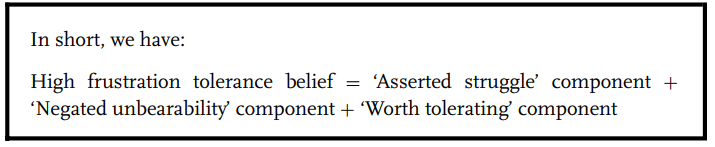 In short, we have:
High frustration tolerance belief = ‘Asserted struggle’ component +
‘Negated unbearability’ component + ‘Worth tolerating’ component